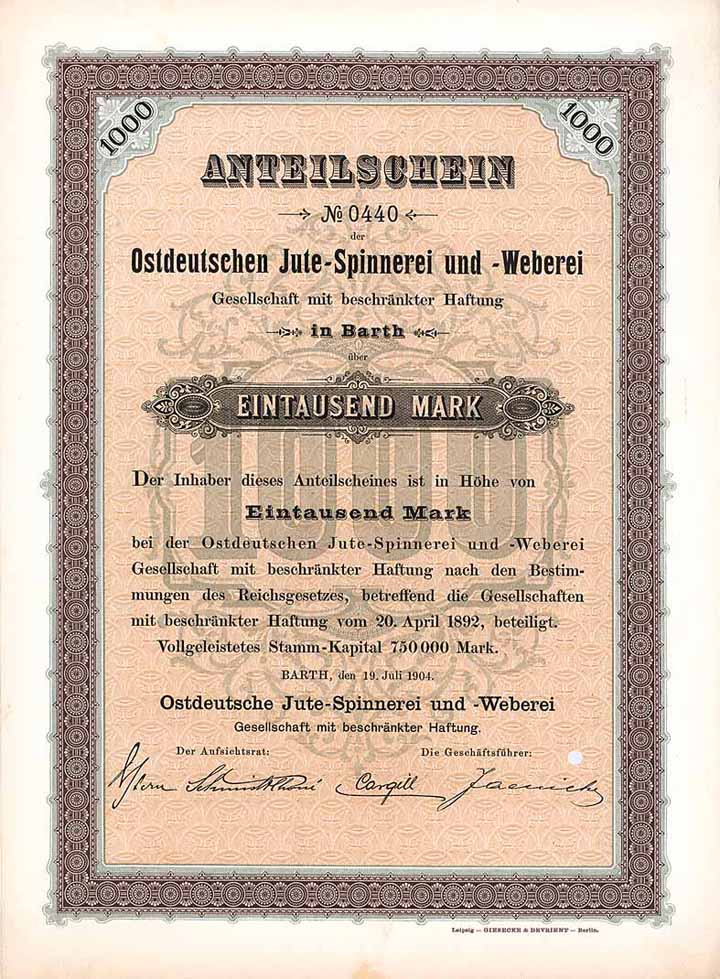 1000
1000
ANTEILSCHEIN
№ 0440
der
Ostdeutschen Jute-Spinnerei und -Weberei
Gesellschaft mit beschränkter Haftung
in Barth
über
EINTAUSEND MARK
1000
Der Inhaber dieses Anteilscheines ist in Höhe von
Eintausend Mark
bei der Ostdeutschen Jute-Spinnerei und -Weberei
Gesellschaft mit beschränkter Haftung nach den Bestim-
mungen des Reichsgesetzes, betreffend die Gesellschaften
mit beschränkter Haftung vom 20. April 1892, beteiligt.
Vollgeleistetes Stamm-Kapital 750 000 Mark.
BARTH, den 19. Juli 1904.
Ostdeutsche Jute-Spinnerei und -Weberei
Gesellschaft mit beschränkter Haftung.
Der Aufsichtsrat: Die Geschäftsführer:
Cargill
Leipzig — GIESECKE & DEVRIENT — Berlin.